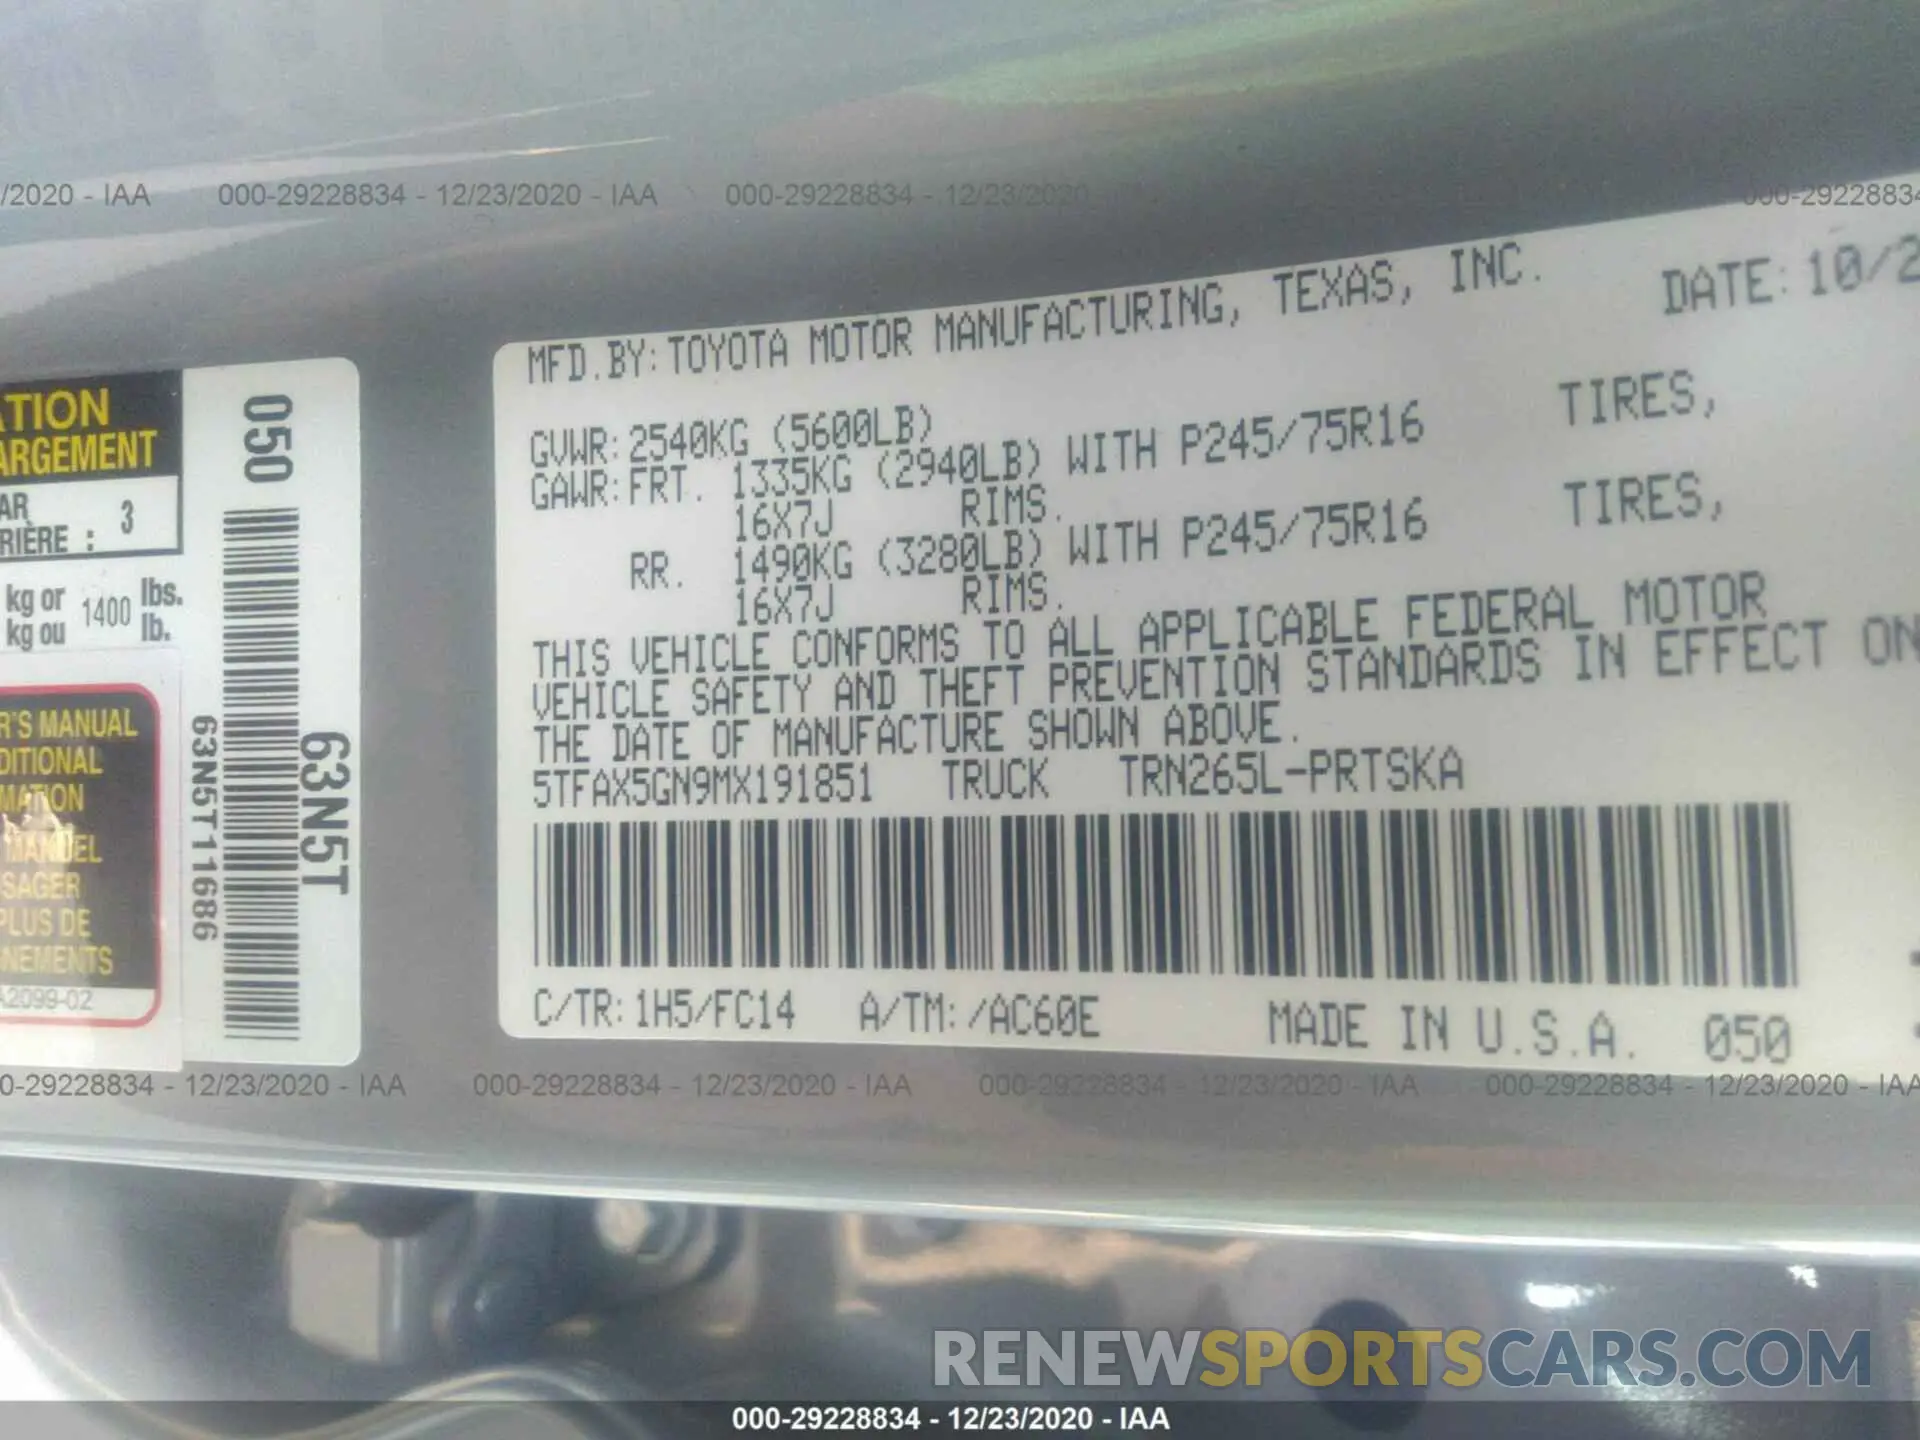 /2020 - IAA 000-29228834 - 12/23/2020 - IAA 000-29228834 - 12/23/2020 000-29228834
MFD.BY:TOYOTA MOTOR MANUFACTURING, TEXAS, INC. DATE:10/2
GVWR:2540KG (5600LB)
GAWR:FRT. 1335KG (2940LB) WITH P245/75R16 TIRES,
16X7J RIMS.
RR. 1490KG (3280LB) WITH P245/75R16 TIRES,
16X7J RIMS.
THIS VEHICLE CONFORMS TO ALL APPLICABLE FEDERAL MOTOR
VEHICLE SAFETY AND THEFT PREVENTION STANDARDS IN EFFECT ON
THE DATE OF MANUFACTURE SHOWN ABOVE.
5TFAX5GN9MX191851 TRUCK TRN265L-PRTSKA
C/TR:1H5/FC14 A/TM:/AC60E MADE IN U.S.A. 050
ATION
ARGEMENT
AR
RIÈRE : 3
kg or 1400 lbs.
kg ou lb.
R'S MANUAL
DITIONAL
MATION
MANUEL
SAGER
PLUS DE
NEMENTS
A2099-02
050
63N5T11686
63N5T
0-29228834 - 12/23/2020 - IAA 000-29228834 - 12/23/2020 - IAA 000-29228834 - 12/23/2020 - IAA 000-29228834 - 12/23/2020 - IAA
RENEWSPORTSCARS.COM
000-29228834 - 12/23/2020 - IAA